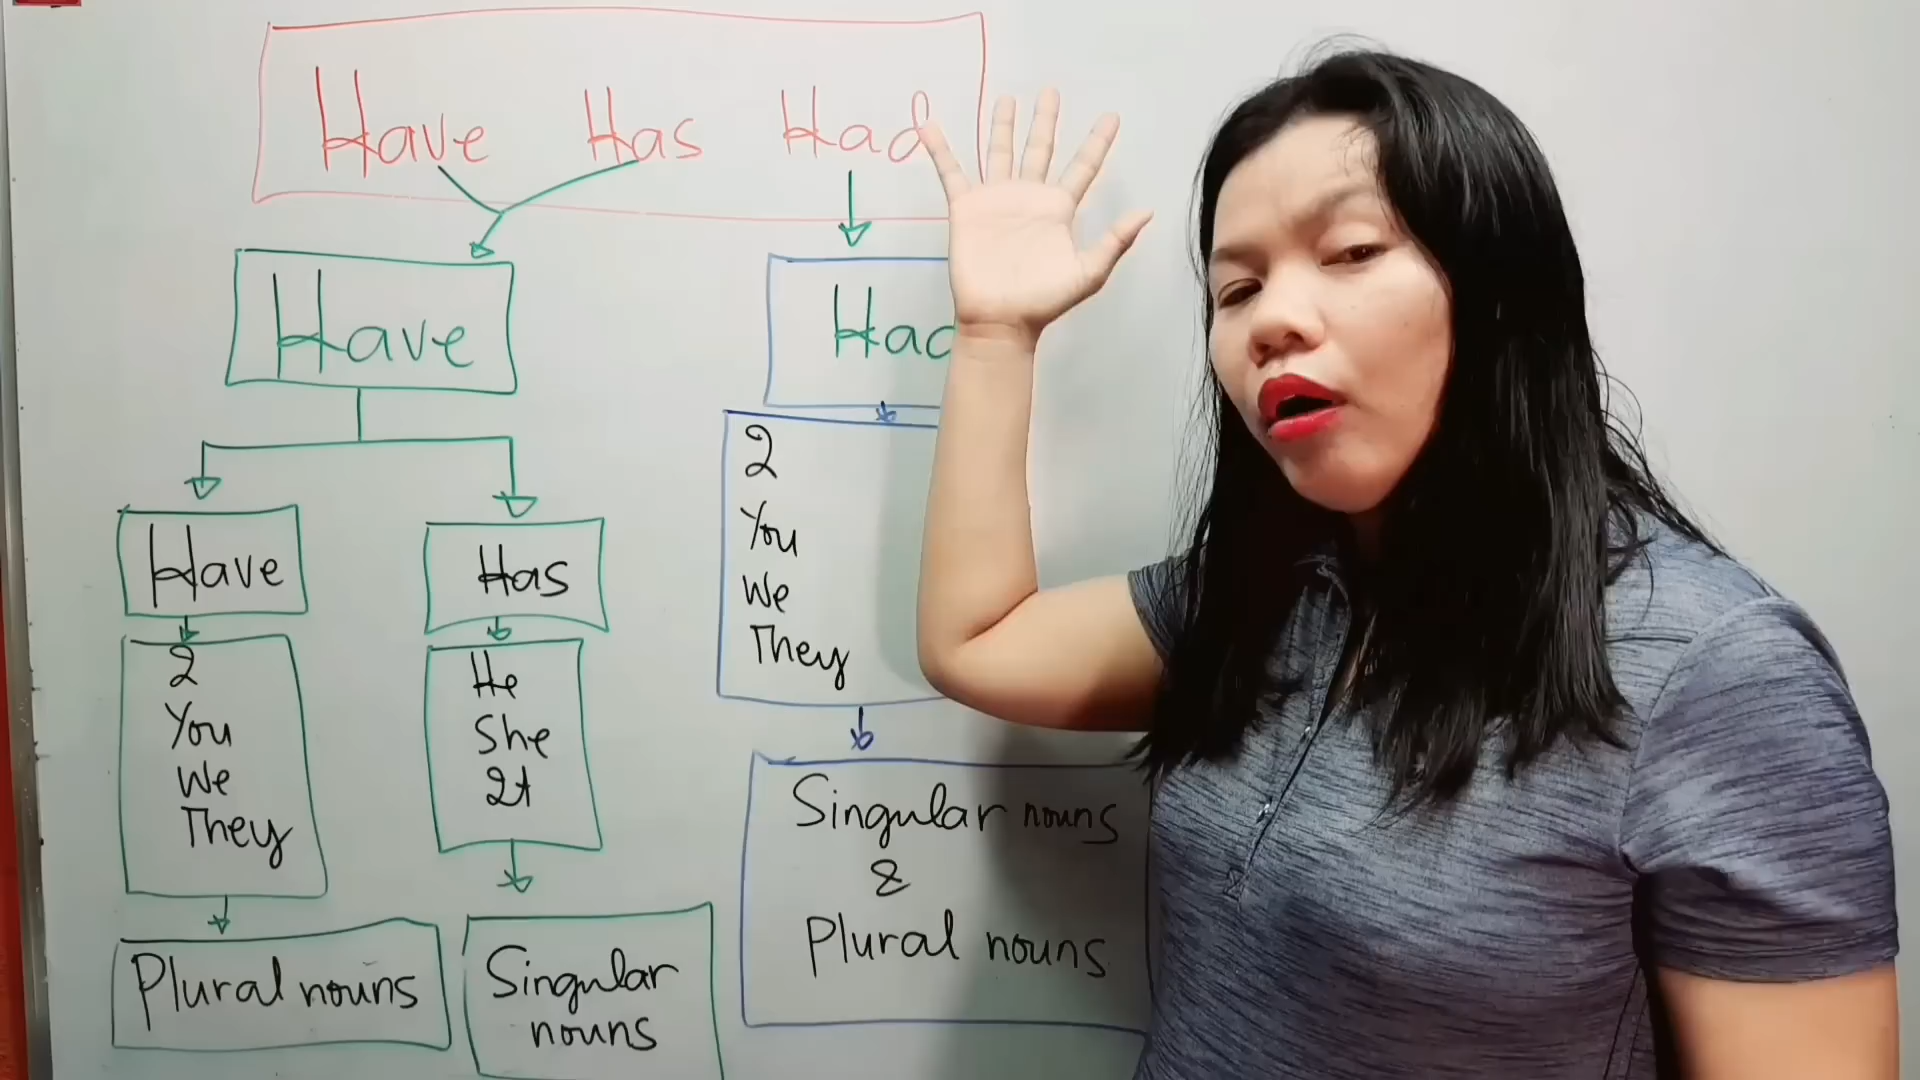 Have Has Had
Have
Had
Have
Has
I
You
We
They
He
She
It
I
You
We
They
Plural nouns
Singular
nouns
Singular nouns
&
Plural nouns